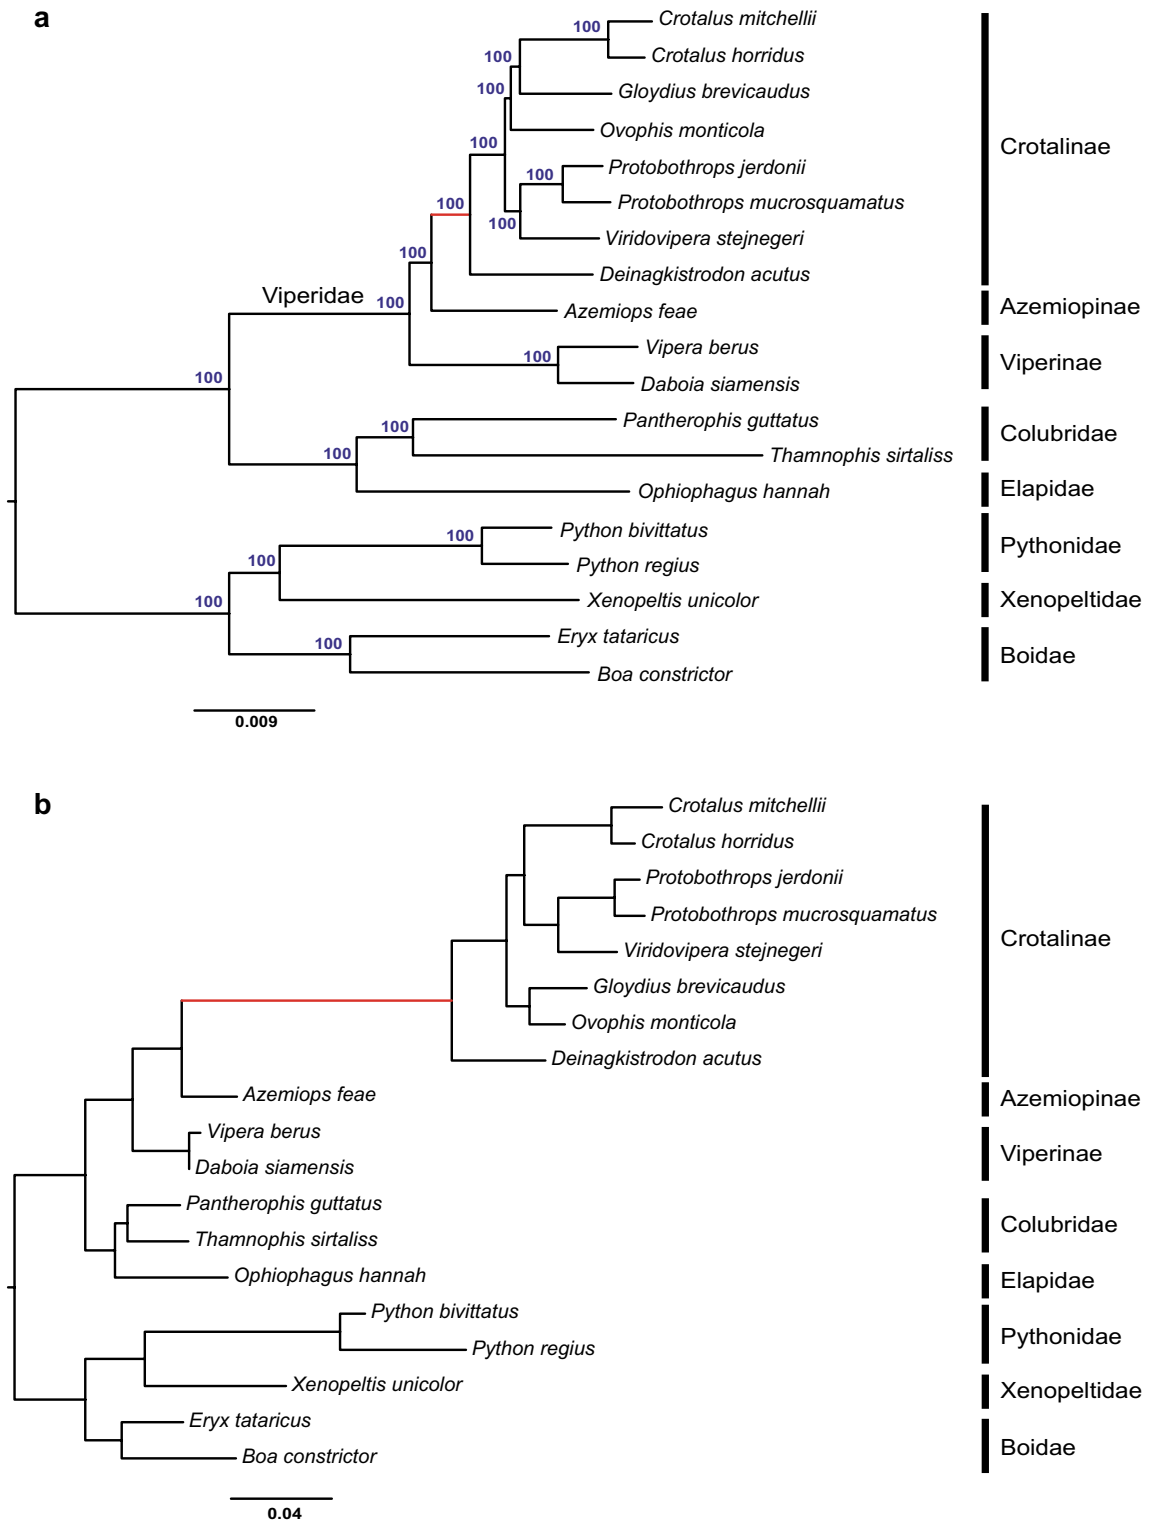 a
100 Crotalus mitchellii
100 Crotalus horridus
100 Gloydius brevicaudus
Ovophis monticola
Crotalinae
100 Protobothrops jerdonii
100
100 Protobothrops mucrosquamatus
100 Viridovipera stejnegeri
100 Deinagkistrodon acutus
Viperidae 100 Azemiops feae
Azemiopinae
100 Vipera berus
Viperinae
100 Daboia siamensis
100 Pantherophis guttatus
Colubridae
100 Thamnophis sirtaliss
Ophiophagus hannah
Elapidae
100 Python bivittatus
Pythonidae
100 Python regius
100 Xenopeltis unicolor
Xenopeltidae
100 Eryx tataricus
Boidae
Boa constrictor
0.009
b
Crotalus mitchellii
Crotalus horridus
Protobothrops jerdonii
Protobothrops mucrosquamatus
Crotalinae
Viridovipera stejnegeri
Gloydius brevicaudus
Ovophis monticola
Deinagkistrodon acutus
Azemiops feae
Azemiopinae
Vipera berus
Viperinae
Daboia siamensis
Pantherophis guttatus
Colubridae
Thamnophis sirtaliss
Ophiophagus hannah
Elapidae
Python bivittatus
Pythonidae
Python regius
Xenopeltis unicolor
Xenopeltidae
Eryx tataricus
Boidae
Boa constrictor
0.04